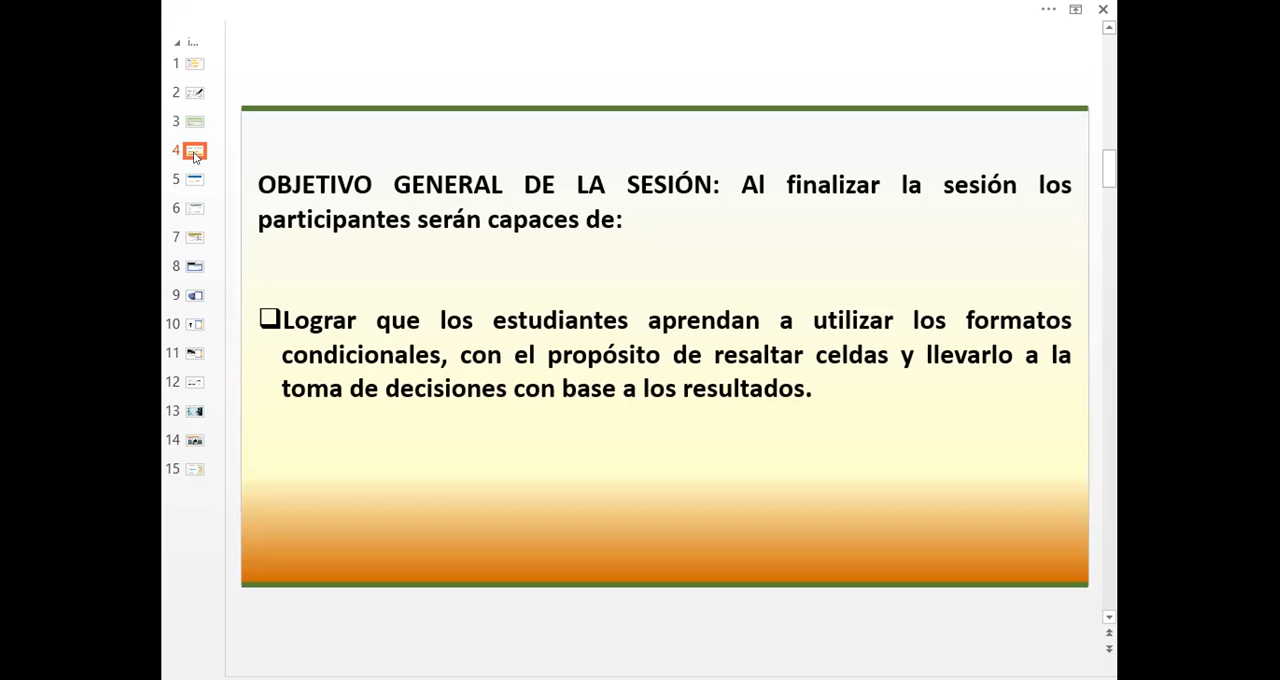 i...
1
2
3
4
5
6
7
8
9
10
11
12
13
14
15
OBJETIVO GENERAL DE LA SESIÓN: Al finalizar la sesión los
participantes serán capaces de:
Lograr que los estudiantes aprendan a utilizar los formatos
condicionales, con el propósito de resaltar celdas y llevarlo a la
toma de decisiones con base a los resultados.